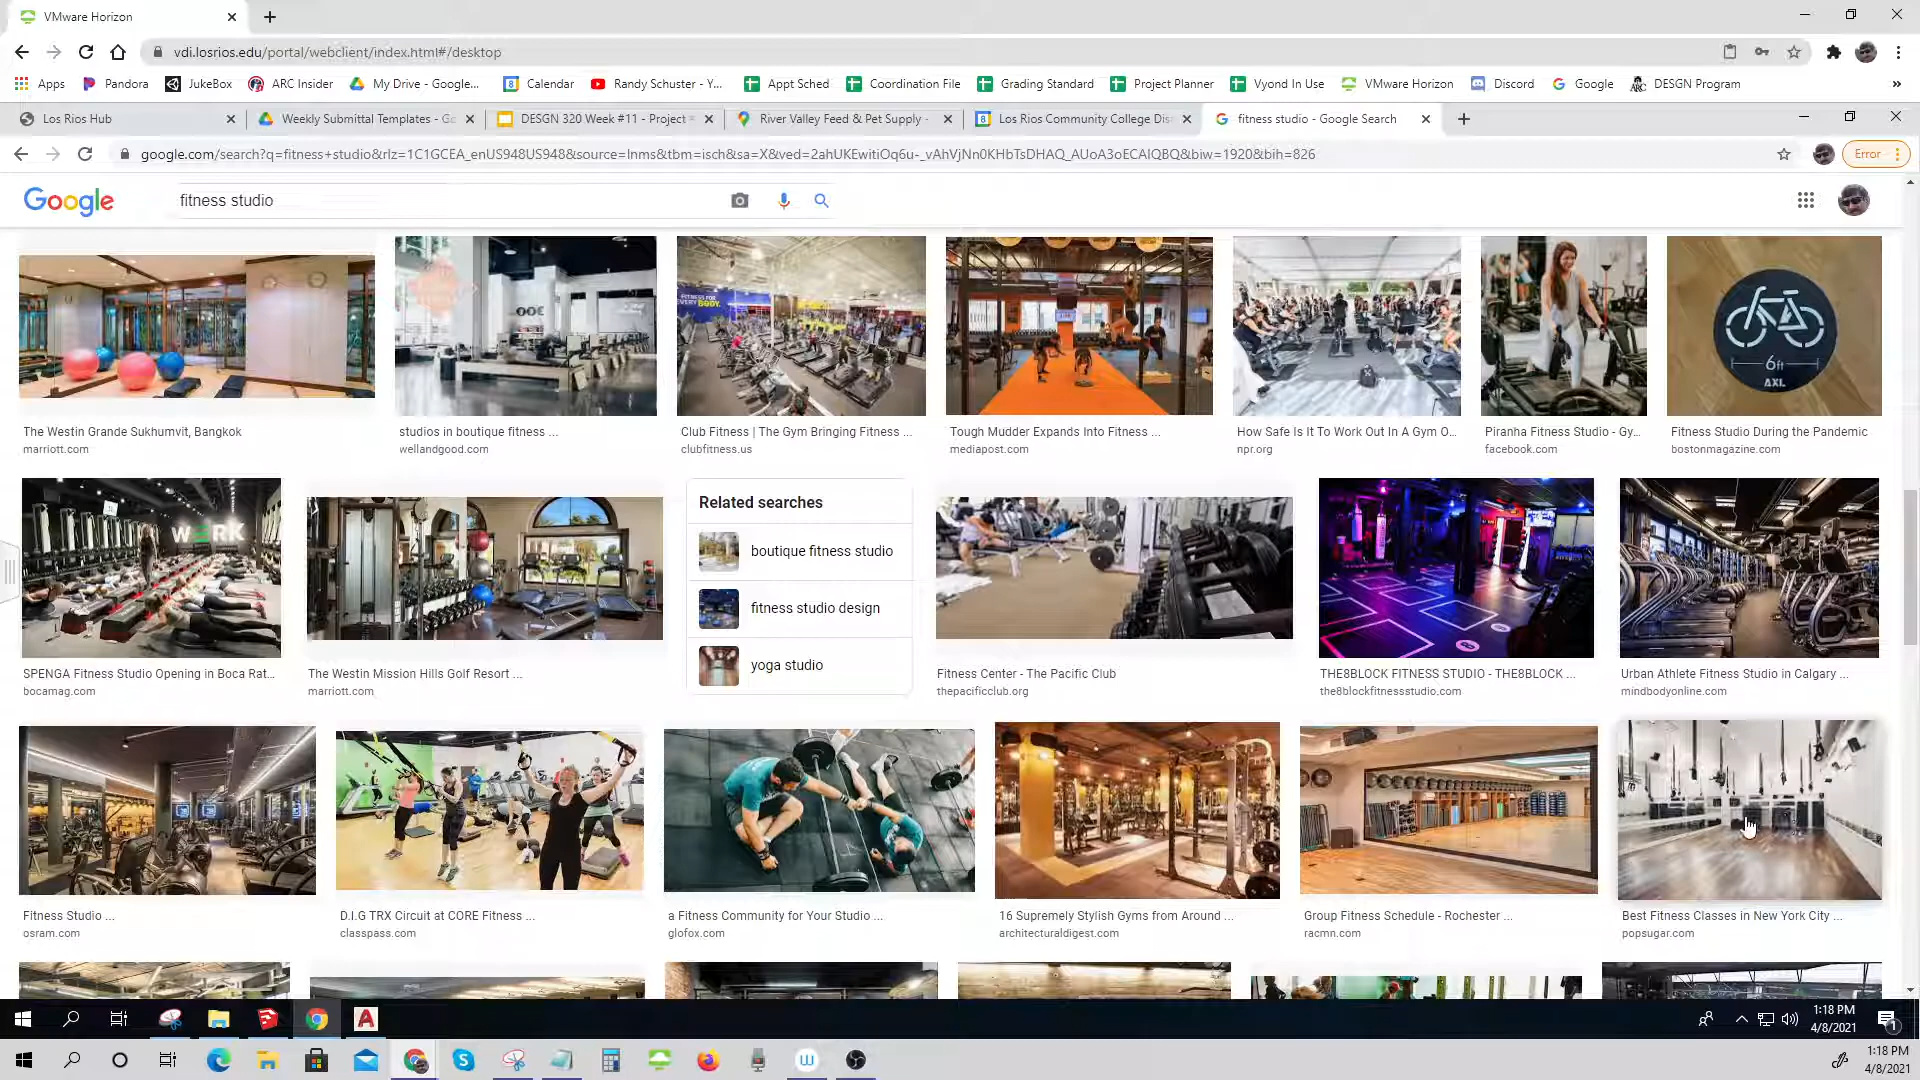 VMware Horizon
vdi.losrios.edu/portal/webclient/index.html#/desktop
Apps Pandora JukeBox ARC Insider My Drive - Google... Calendar Randy Schuster - Y... Appt Sched Coordination File Grading Standard Project Planner Vyond In Use VMware Horizon Discord Google DESGN Program »
Los Rios Hub Weekly Submittal Templates - Go DESGN 320 Week #11 - Project River Valley Feed & Pet Supply - Los Rios Community College Dis fitness studio - Google Search
google.com/search?q=fitness+studio&rlz=1C1GCEA_enUS948US948&source=lnms&tbm=isch&sa=X&ved=2ahUKEwitiOq6u-_vAhVjNn0KHbTsDHAQ_AUoA3oECAIQBQ&biw=1920&bih=826
Error
Google
fitness studio
FITNESS FOR
EVERY BODY.
6ft
AXL
The Westin Grande Sukhumvit, Bangkok
marriott.com
studios in boutique fitness ...
wellandgood.com
Club Fitness | The Gym Bringing Fitness ...
clubfitness.us
Tough Mudder Expands Into Fitness ...
mediapost.com
How Safe Is It To Work Out In A Gym O...
npr.org
Piranha Fitness Studio - Gy...
facebook.com
Fitness Studio During the Pandemic
bostonmagazine.com
WERK
Related searches
boutique fitness studio
fitness studio design
yoga studio
SPENGA Fitness Studio Opening in Boca Rat...
bocamag.com
The Westin Mission Hills Golf Resort ...
marriott.com
Fitness Center - The Pacific Club
thepacificclub.org
THE8BLOCK FITNESS STUDIO - THE8BLOCK ...
the8blockfitnessstudio.com
Urban Athlete Fitness Studio in Calgary ...
mindbodyonline.com
Fitness Studio ...
osram.com
D.I.G TRX Circuit at CORE Fitness ...
classpass.com
a Fitness Community for Your Studio ...
glofox.com
16 Supremely Stylish Gyms from Around ...
architecturaldigest.com
Group Fitness Schedule - Rochester ...
racmn.com
Best Fitness Classes in New York City ...
popsugar.com
1:18 PM
4/8/2021
1
1:18 PM
4/8/2021